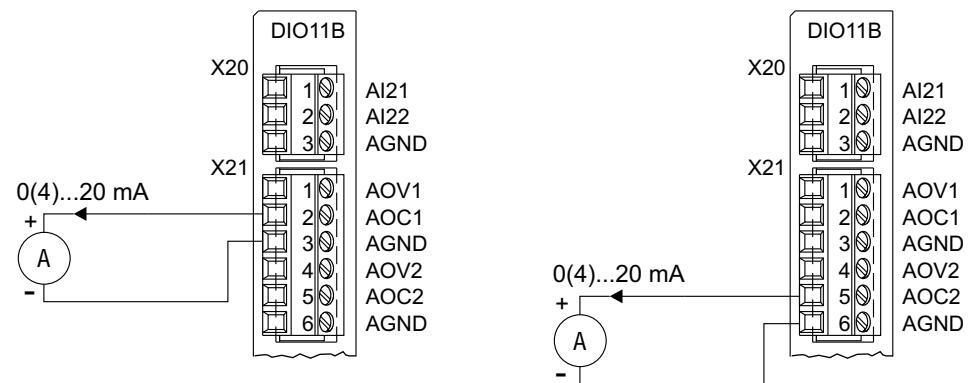 DIO11B
X20
1 AI21
2 AI22
3 AGND
X21
1 AOV1
0(4)...20 mA
2 AOC1
+
3 AGND
A
4 AOV2
-
5 AOC2
6 AGND
DIO11B
X20
1 AI21
2 AI22
3 AGND
X21
1 AOV1
2 AOC1
3 AGND
4 AOV2
0(4)...20 mA
5 AOC2
+
6 AGND
A
-